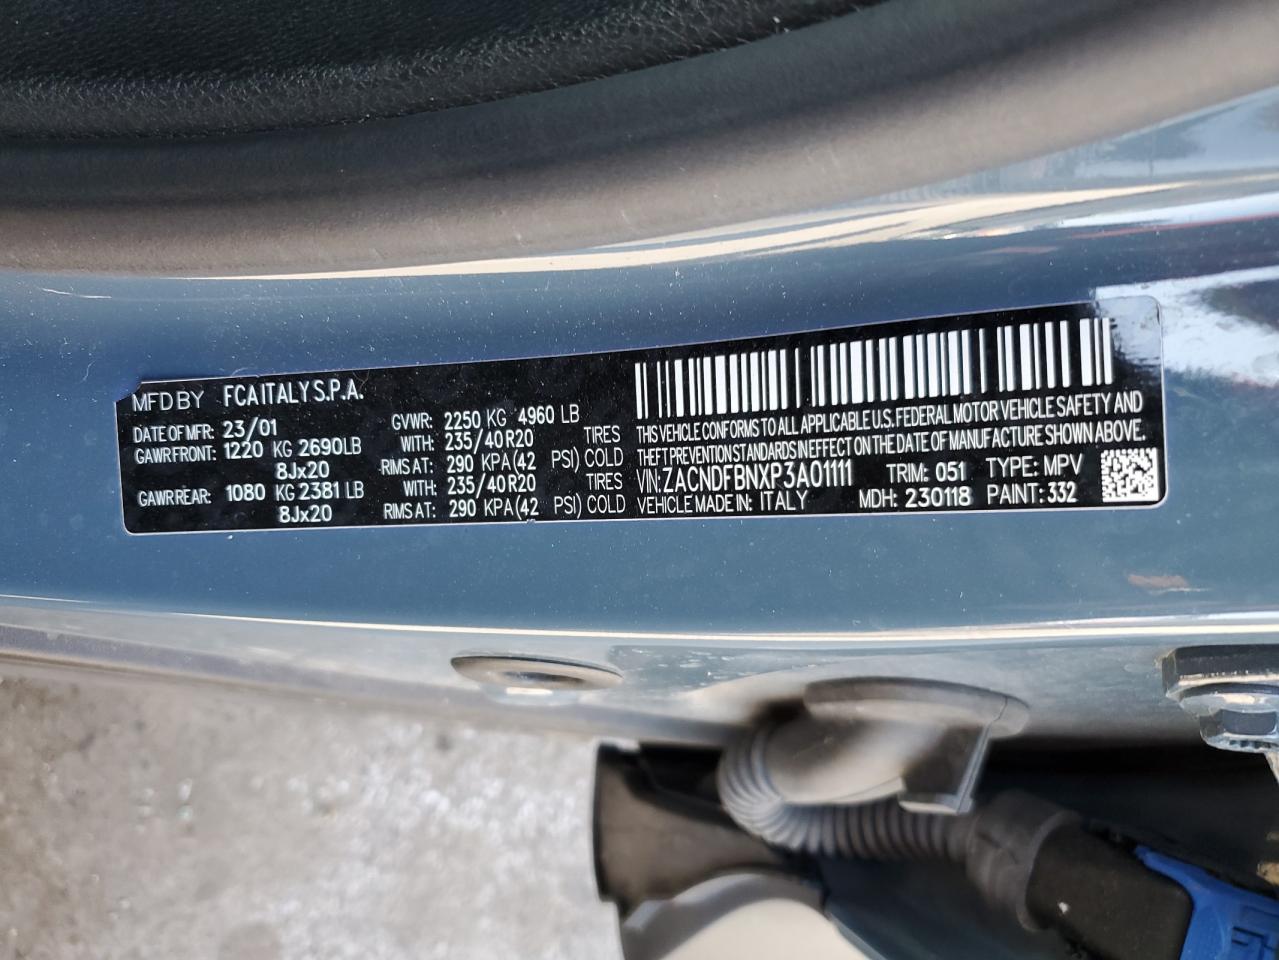 MFD BY FCA ITALY S.P.A.
DATE OF MFR: 23/01 GVWR: 2250 KG 4960 LB
GAWR FRONT: 1220 KG 2690LB WITH: 235/40 R20 TIRES
8Jx20 RIMS AT: 290 KPA(42 PSI) COLD
GAWR REAR: 1080 KG 2381 LB WITH: 235/40 R20 TIRES
8Jx20 RIMS AT: 290 KPA(42 PSI) COLD
THIS VEHICLE CONFORMS TO ALL APPLICABLE U.S. FEDERAL MOTOR VEHICLE SAFETY AND
THEFT PREVENTION STANDARDS IN EFFECT ON THE DATE OF MANUFACTURE SHOWN ABOVE.
VIN: ZACNDFBNXP3A01111 TRIM: 051 TYPE: MPV
VEHICLE MADE IN: ITALY MDH: 230118 PAINT: 332